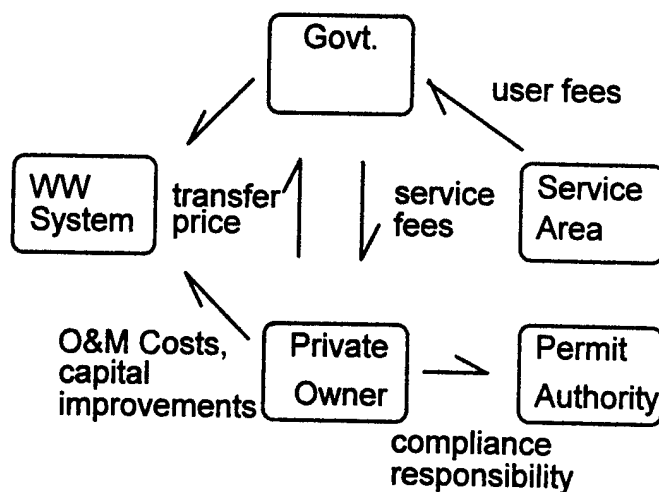 Govt.
user fees
WW
System
transfer
price
service
fees
Service
Area
O&M Costs,
capital
improvements
Private
Owner
Permit
Authority
compliance
responsibility